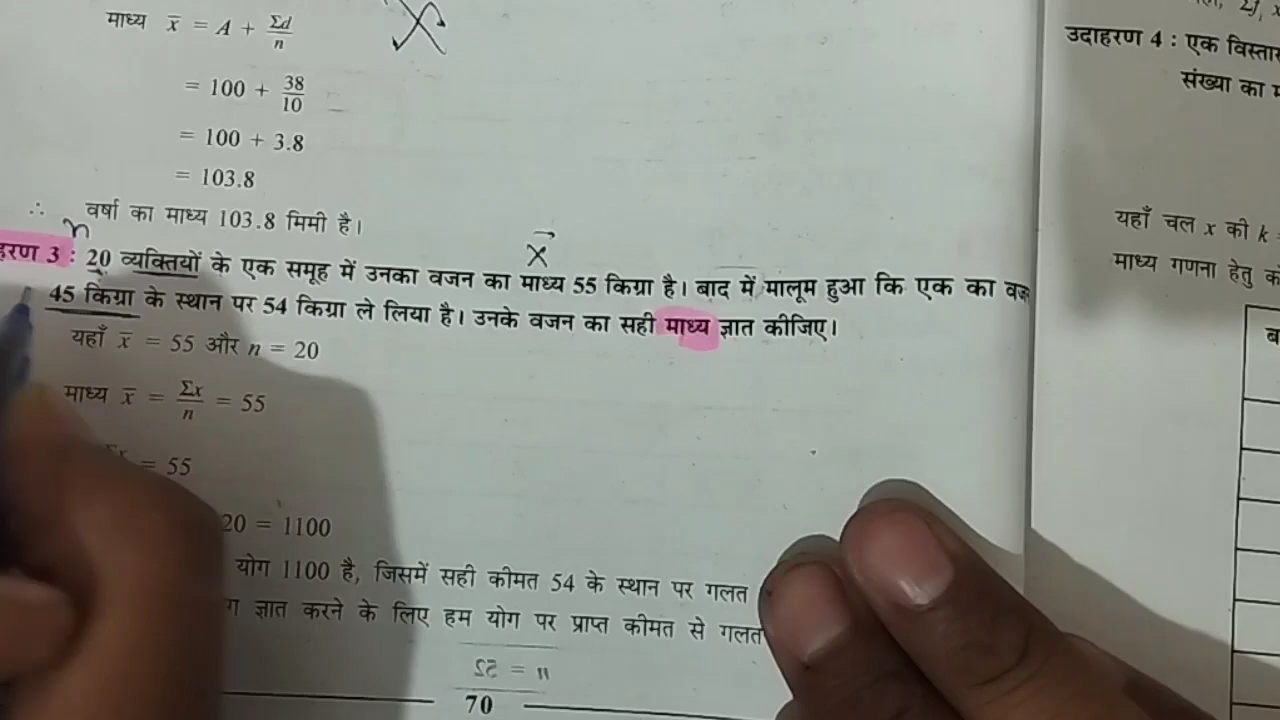 माध्य x̄ = A + Σd/n
= 100 + 38/10
= 100 + 3.8
= 103.8
∴ वर्षा का माध्य 103.8 मिमी है।
n
x̄
हरण 3 : 20 व्यक्तियों के एक समूह में उनका वजन का माध्य 55 किग्रा है। बाद में मालूम हुआ कि एक का वज
45 किग्रा के स्थान पर 54 किग्रा ले लिया है। उनके वजन का सही माध्य ज्ञात कीजिए।
यहाँ x̄ = 55 और n = 20
माध्य x̄ = Σx/n = 55
= 55
20 = 1100
योग 1100 है, जिसमें सही कीमत 54 के स्थान पर गलत
ज्ञात करने के लिए हम योग पर प्राप्त कीमत से गलत
70
उदाहरण 4 : एक विस्तार
संख्या का
यहाँ चल x की k
माध्य गणना हेतु